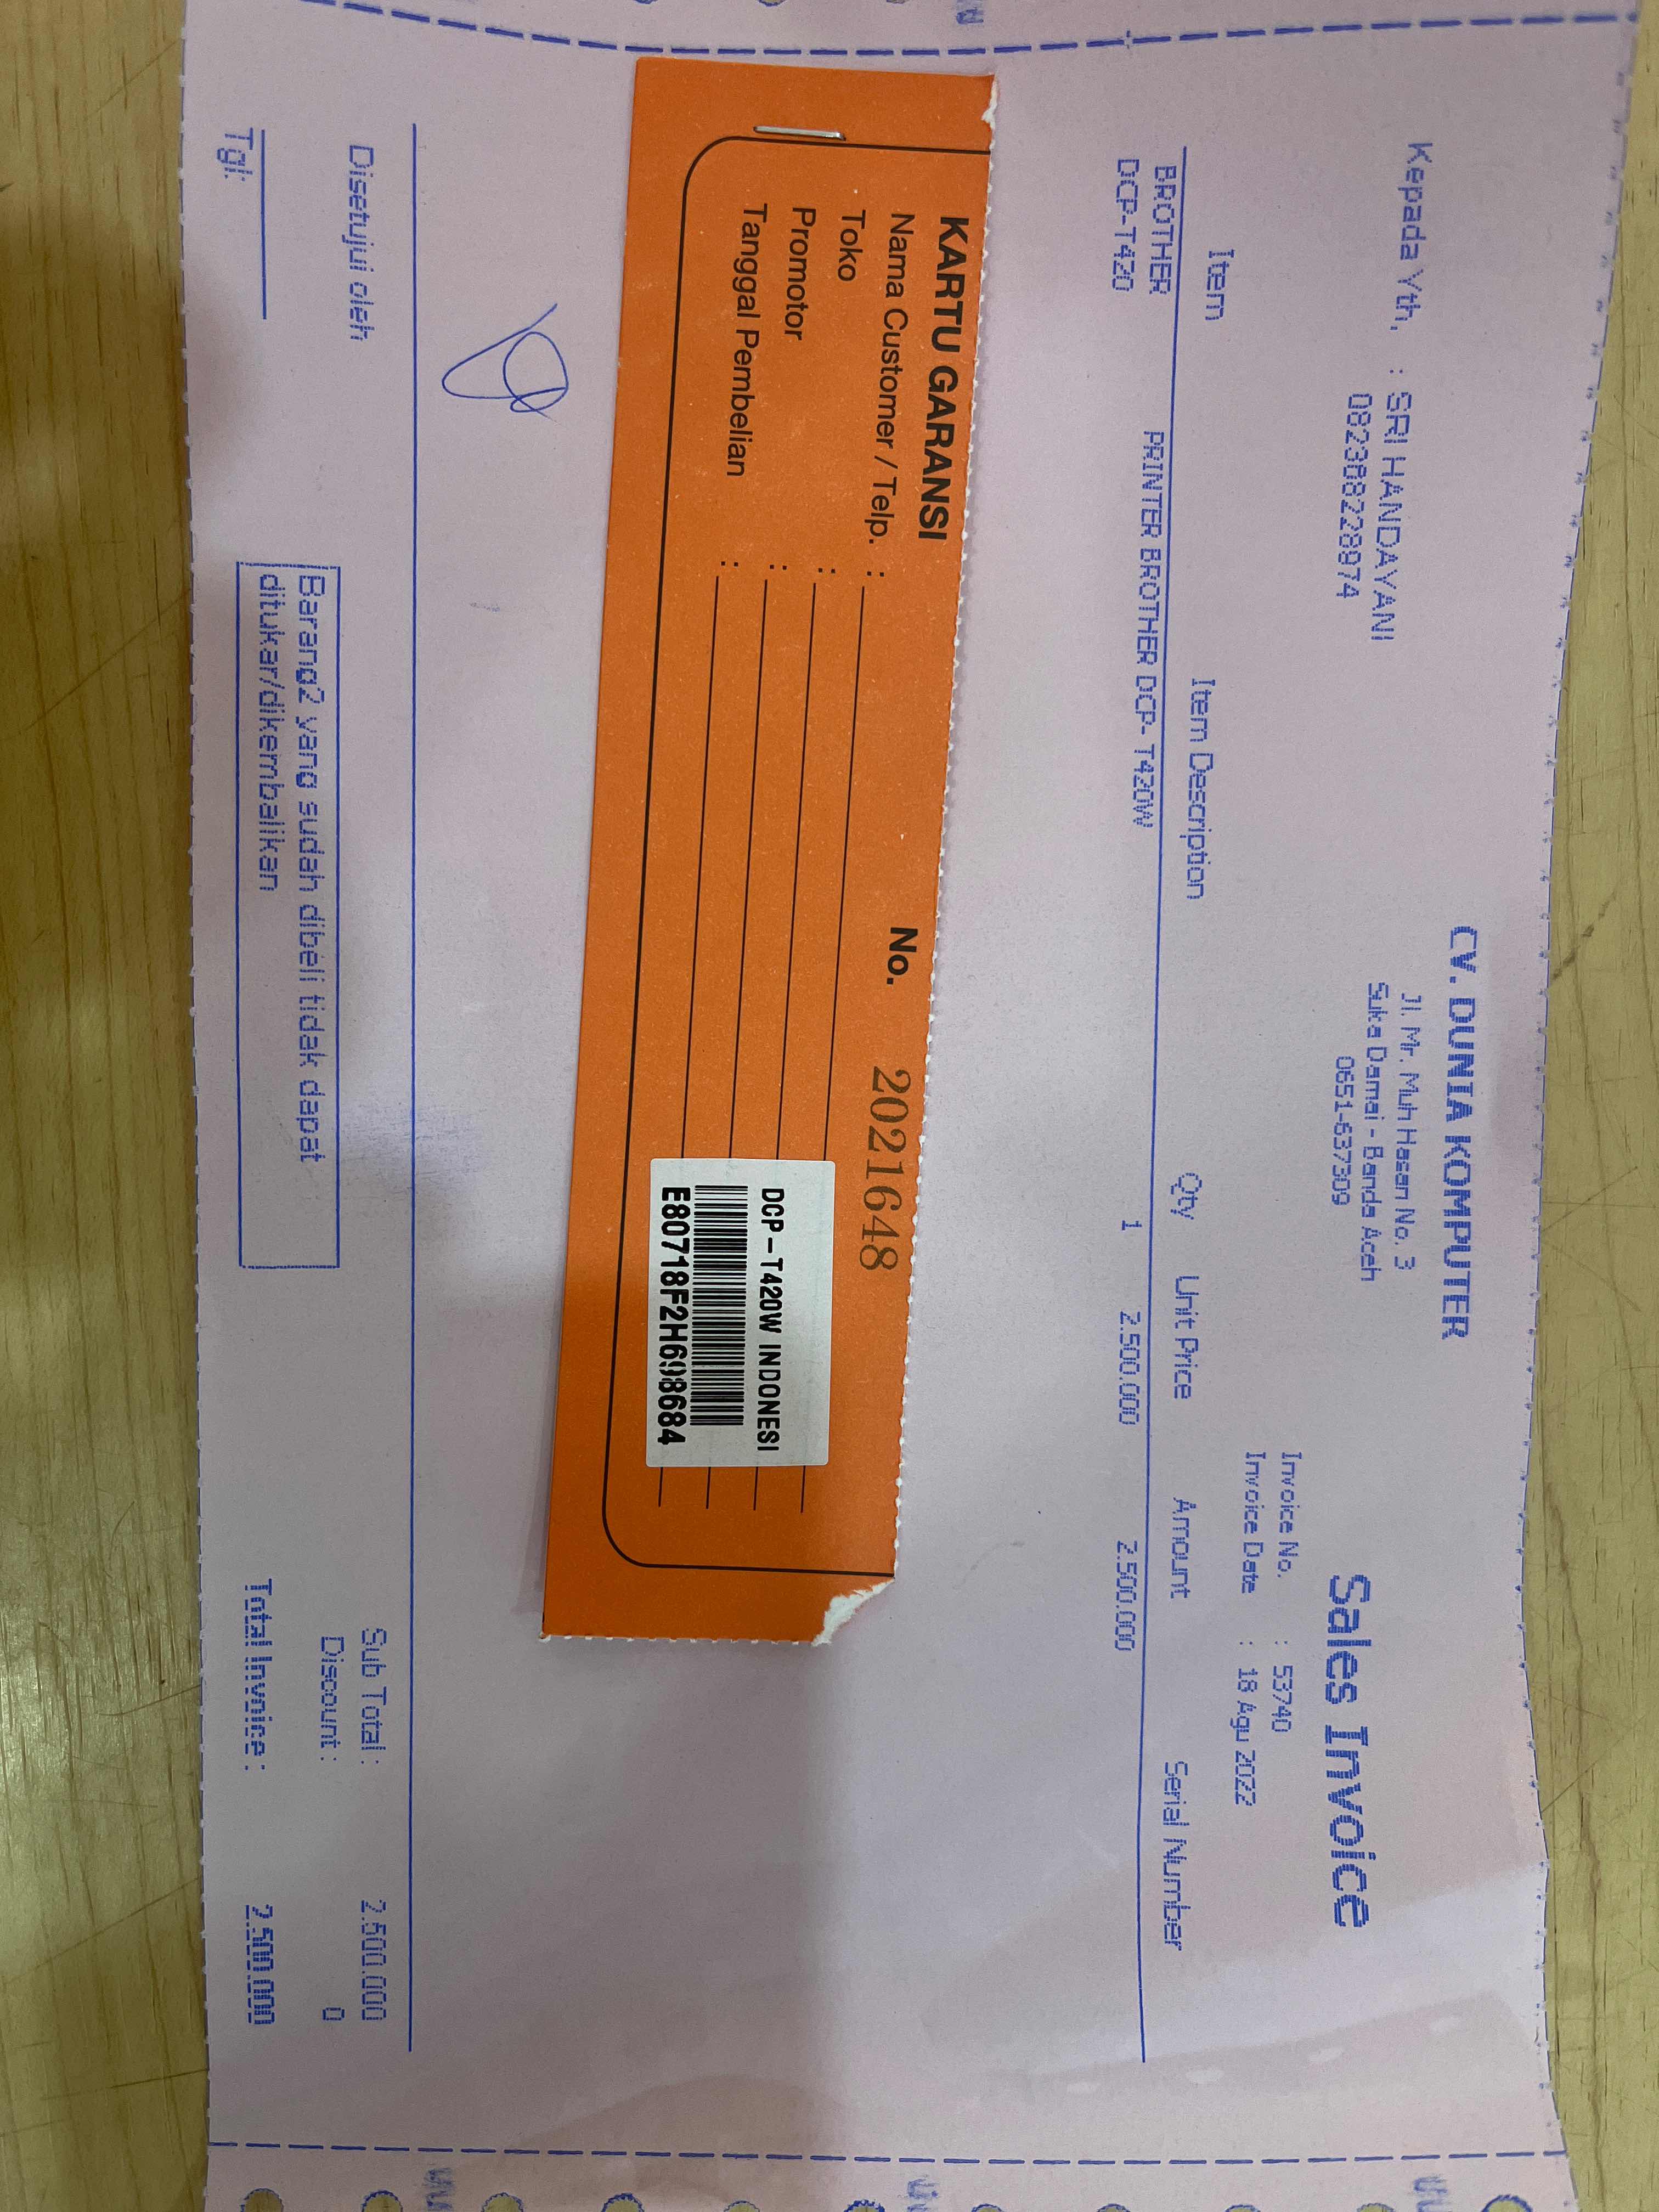 CV. DUNIA KOMPUTER
Jl. Mr. Muh Hasan No. 3
Suka Damai - Banda Aceh
0651-637309
Sales Invoice
Kepada Yth. : SRI HANDAYANI
082388228974
Invoice No. : 53740
Invoice Date : 18 Agu 2022
Item Item Description Qty Unit Price Amount Serial Number
BROTHER DCP-T420 PRINTER BROTHER DCP- T420W 1 2.500.000 2.500.000
KARTU GARANSI
No. 2021648
Nama Customer / Telp. :
Toko :
Promotor :
Tanggal Pembelian :
DCP-T420W INDONESI
E80718F2H698684
Disetujui oleh
Tgl:
Barang2 yang sudah dibeli tidak dapat
ditukar/dikembalikan
Sub Total : 2.500.000
Discount : 0
Total Invoice : 2.500.000